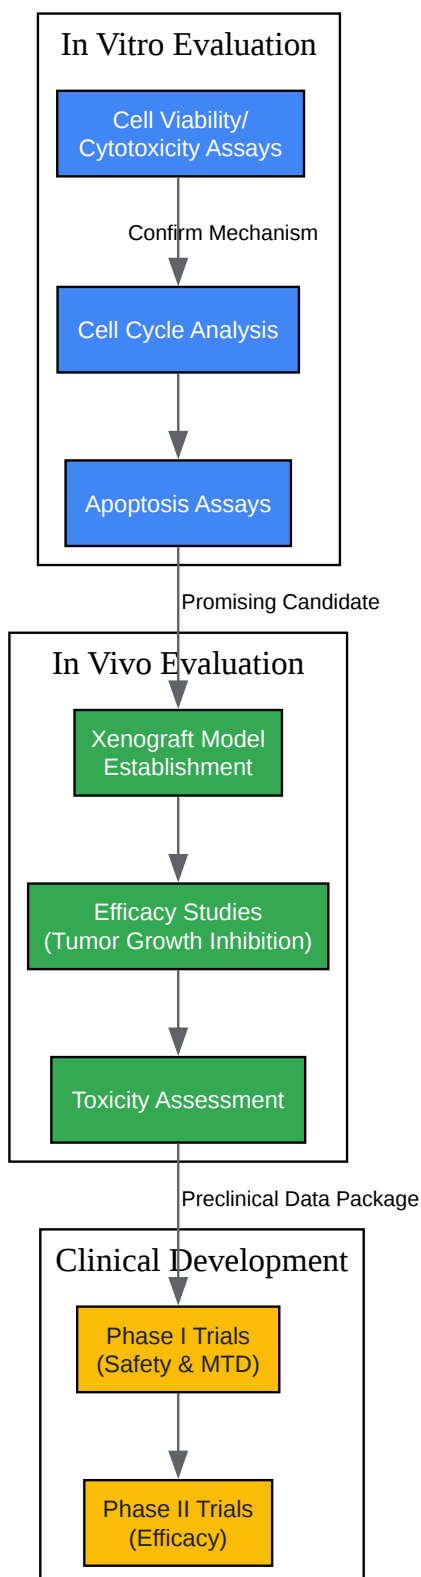 In Vitro Evaluation
Cell Viability/
Cytotoxicity Assays
Confirm Mechanism
Cell Cycle Analysis
Apoptosis Assays
Promising Candidate
In Vivo Evaluation
Xenograft Model
Establishment
Efficacy Studies
(Tumor Growth Inhibition)
Toxicity Assessment
Preclinical Data Package
Clinical Development
Phase I Trials
(Safety & MTD)
Phase II Trials
(Efficacy)